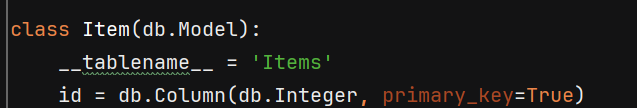 class Item(db.Model):
    __tablename__ = 'Items'
    id = db.Column(db.Integer, primary_key=True)